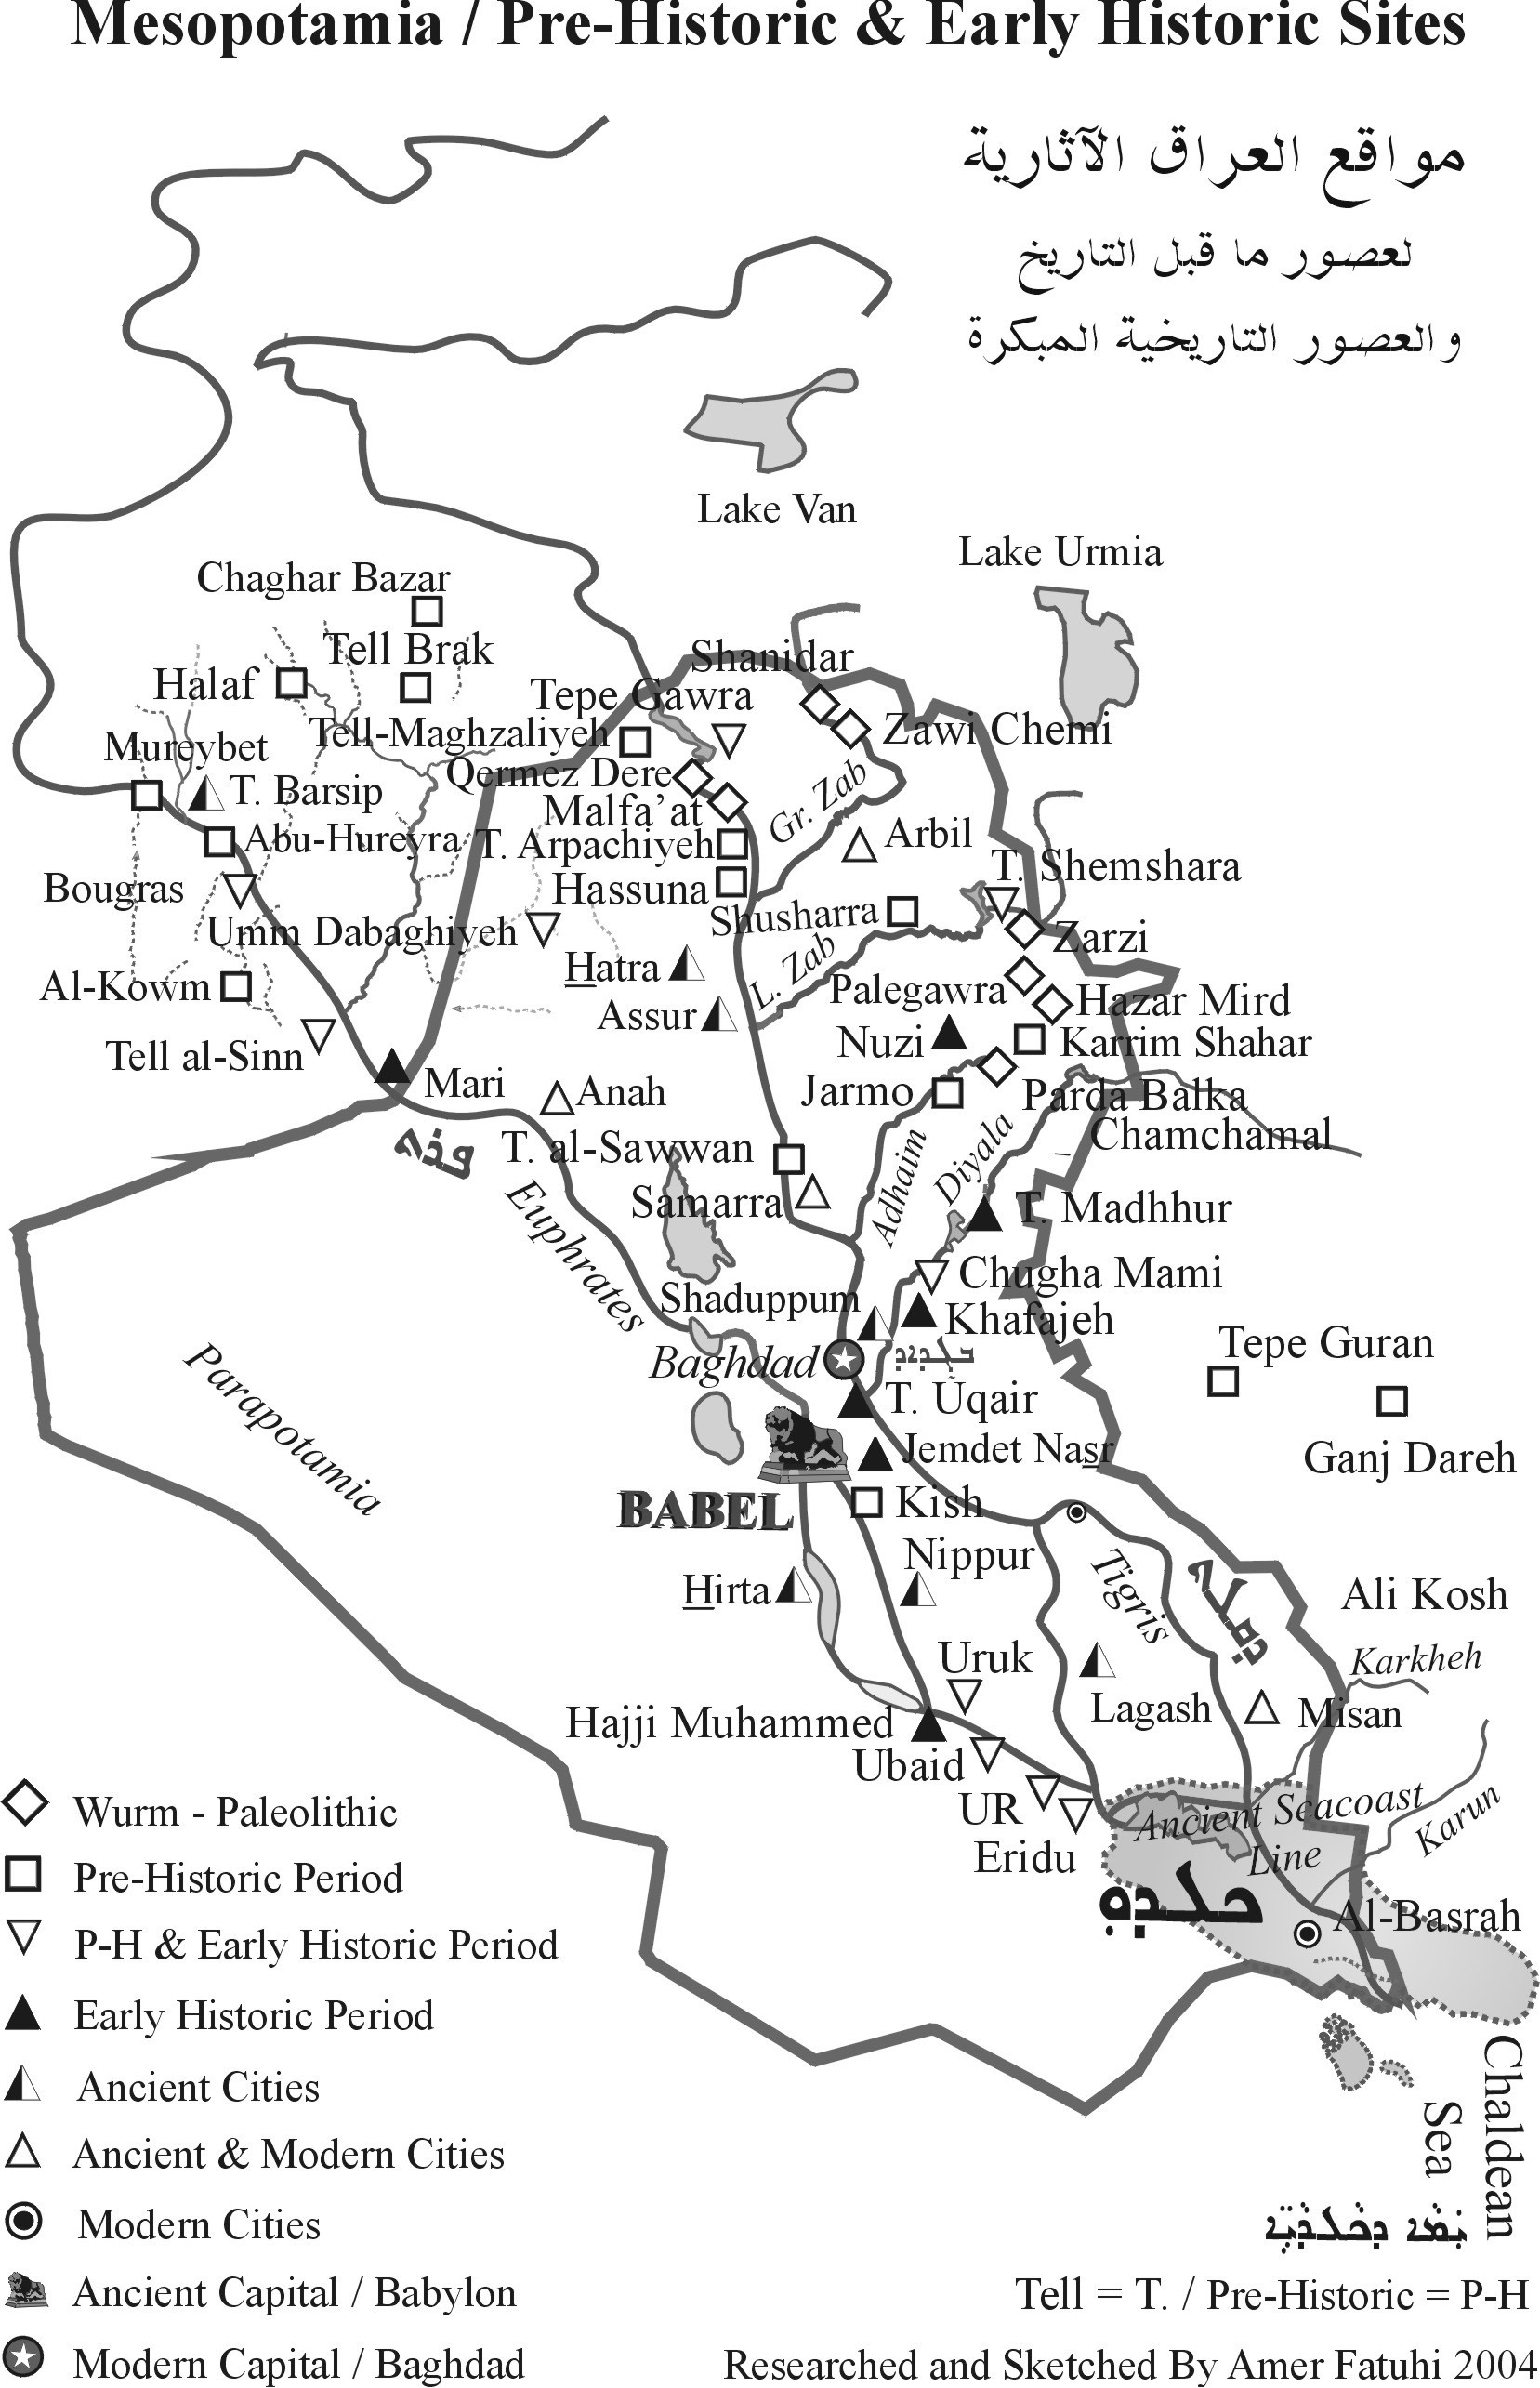 Mesopotamia / Pre-Historic & Early Historic Sites
مواقع العراق الآثارية
لعصور ما قبل التاريخ
والعصور التاريخية المبكرة
Lake Van
Lake Urmia
Chaghar Bazar
Tell Brak
Shanidar
Halaf
Tepe Gawra
Zawi Chemi
Tell-Maghzaliyeh
Mureybet
Qermez Dere
Gr. Zab
T. Barsip
Malfa’at
Arbil
Abu-Hureyra
T. Arpachiyeh
T. Shemshara
Bougras
Hassuna
Shusharra
Umm Dabaghiyeh
Zarzi
Hatra
L. Zab
Al-Kowm
Palegawra
Hazar Mird
Assur
Nuzi
Karrim Shahar
Tell al-Sinn
Mari
Anah
Jarmo
Parda Balka
Chamchamal
T. al-Sawwan
Adhaim
Diyala
Samarra
T. Madhhur
Euphrates
Chugha Mami
Shaduppum
Khafajeh
Tepe Guran
Baghdad
Parapotamia
T. Uqair
Jemdet Nasr
Ganj Dareh
BABEL
Kish
Nippur
Tigris
Hirta
Ali Kosh
Uruk
Karkheh
Lagash
Misan
Hajji Muhammed
Ubaid
UR
Ancient Seacoast
Line
Karun
Eridu
ܟܠܕܘ
Al-Basrah
Chaldean
Sea
Wurm - Paleolithic
Pre-Historic Period
P-H & Early Historic Period
Early Historic Period
Ancient Cities
Ancient & Modern Cities
Modern Cities
Ancient Capital / Babylon
Modern Capital / Baghdad
Tell = T. / Pre-Historic = P-H
Researched and Sketched By Amer Fatuhi 2004